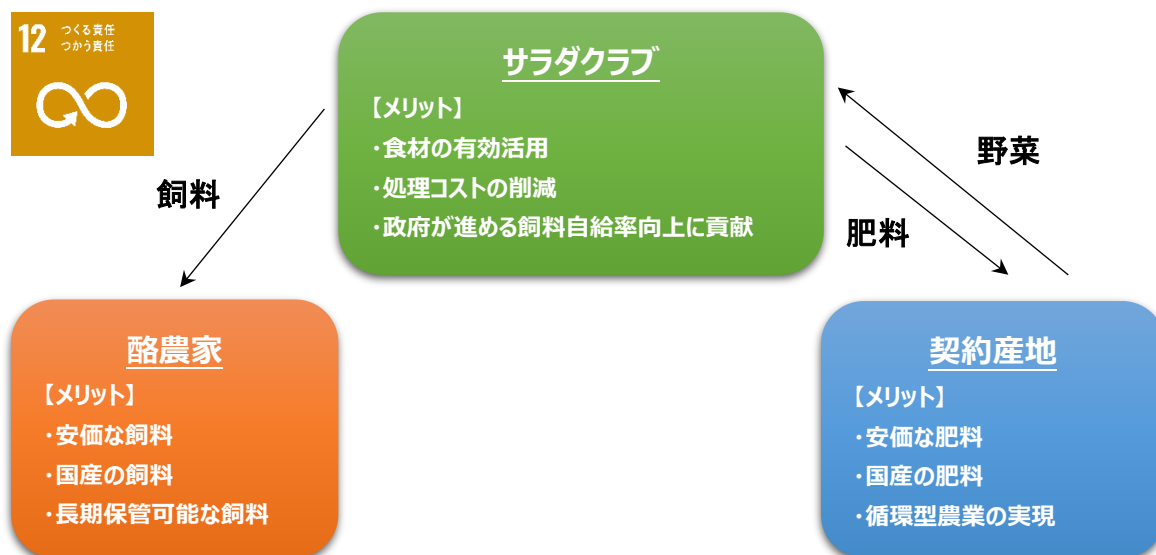 12 つくる責任
つかう責任
サラダクラブ
【メリット】
・食材の有効活用
・処理コストの削減
・政府が進める飼料自給率向上に貢献
飼料
野菜
肥料
酪農家
【メリット】
・安価な飼料
・国産の飼料
・長期保管可能な飼料
契約産地
【メリット】
・安価な肥料
・国産の肥料
・循環型農業の実現